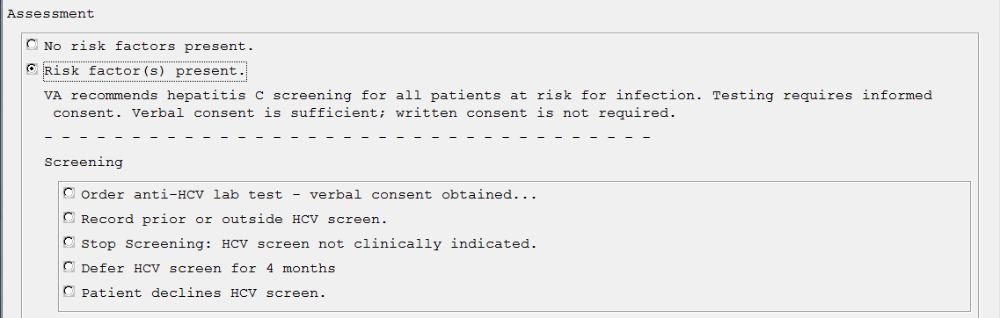 Assessment
No risk factors present.
Risk factor(s) present.
VA recommends hepatitis C screening for all patients at risk for infection. Testing requires informed
consent. Verbal consent is sufficient; written consent is not required.
- - - - - - - - - - - - - - - - - - - - - - - - - - - - - - - - - - -
Screening
Order anti-HCV lab test - verbal consent obtained...
Record prior or outside HCV screen.
Stop Screening: HCV screen not clinically indicated.
Defer HCV screen for 4 months
Patient declines HCV screen.